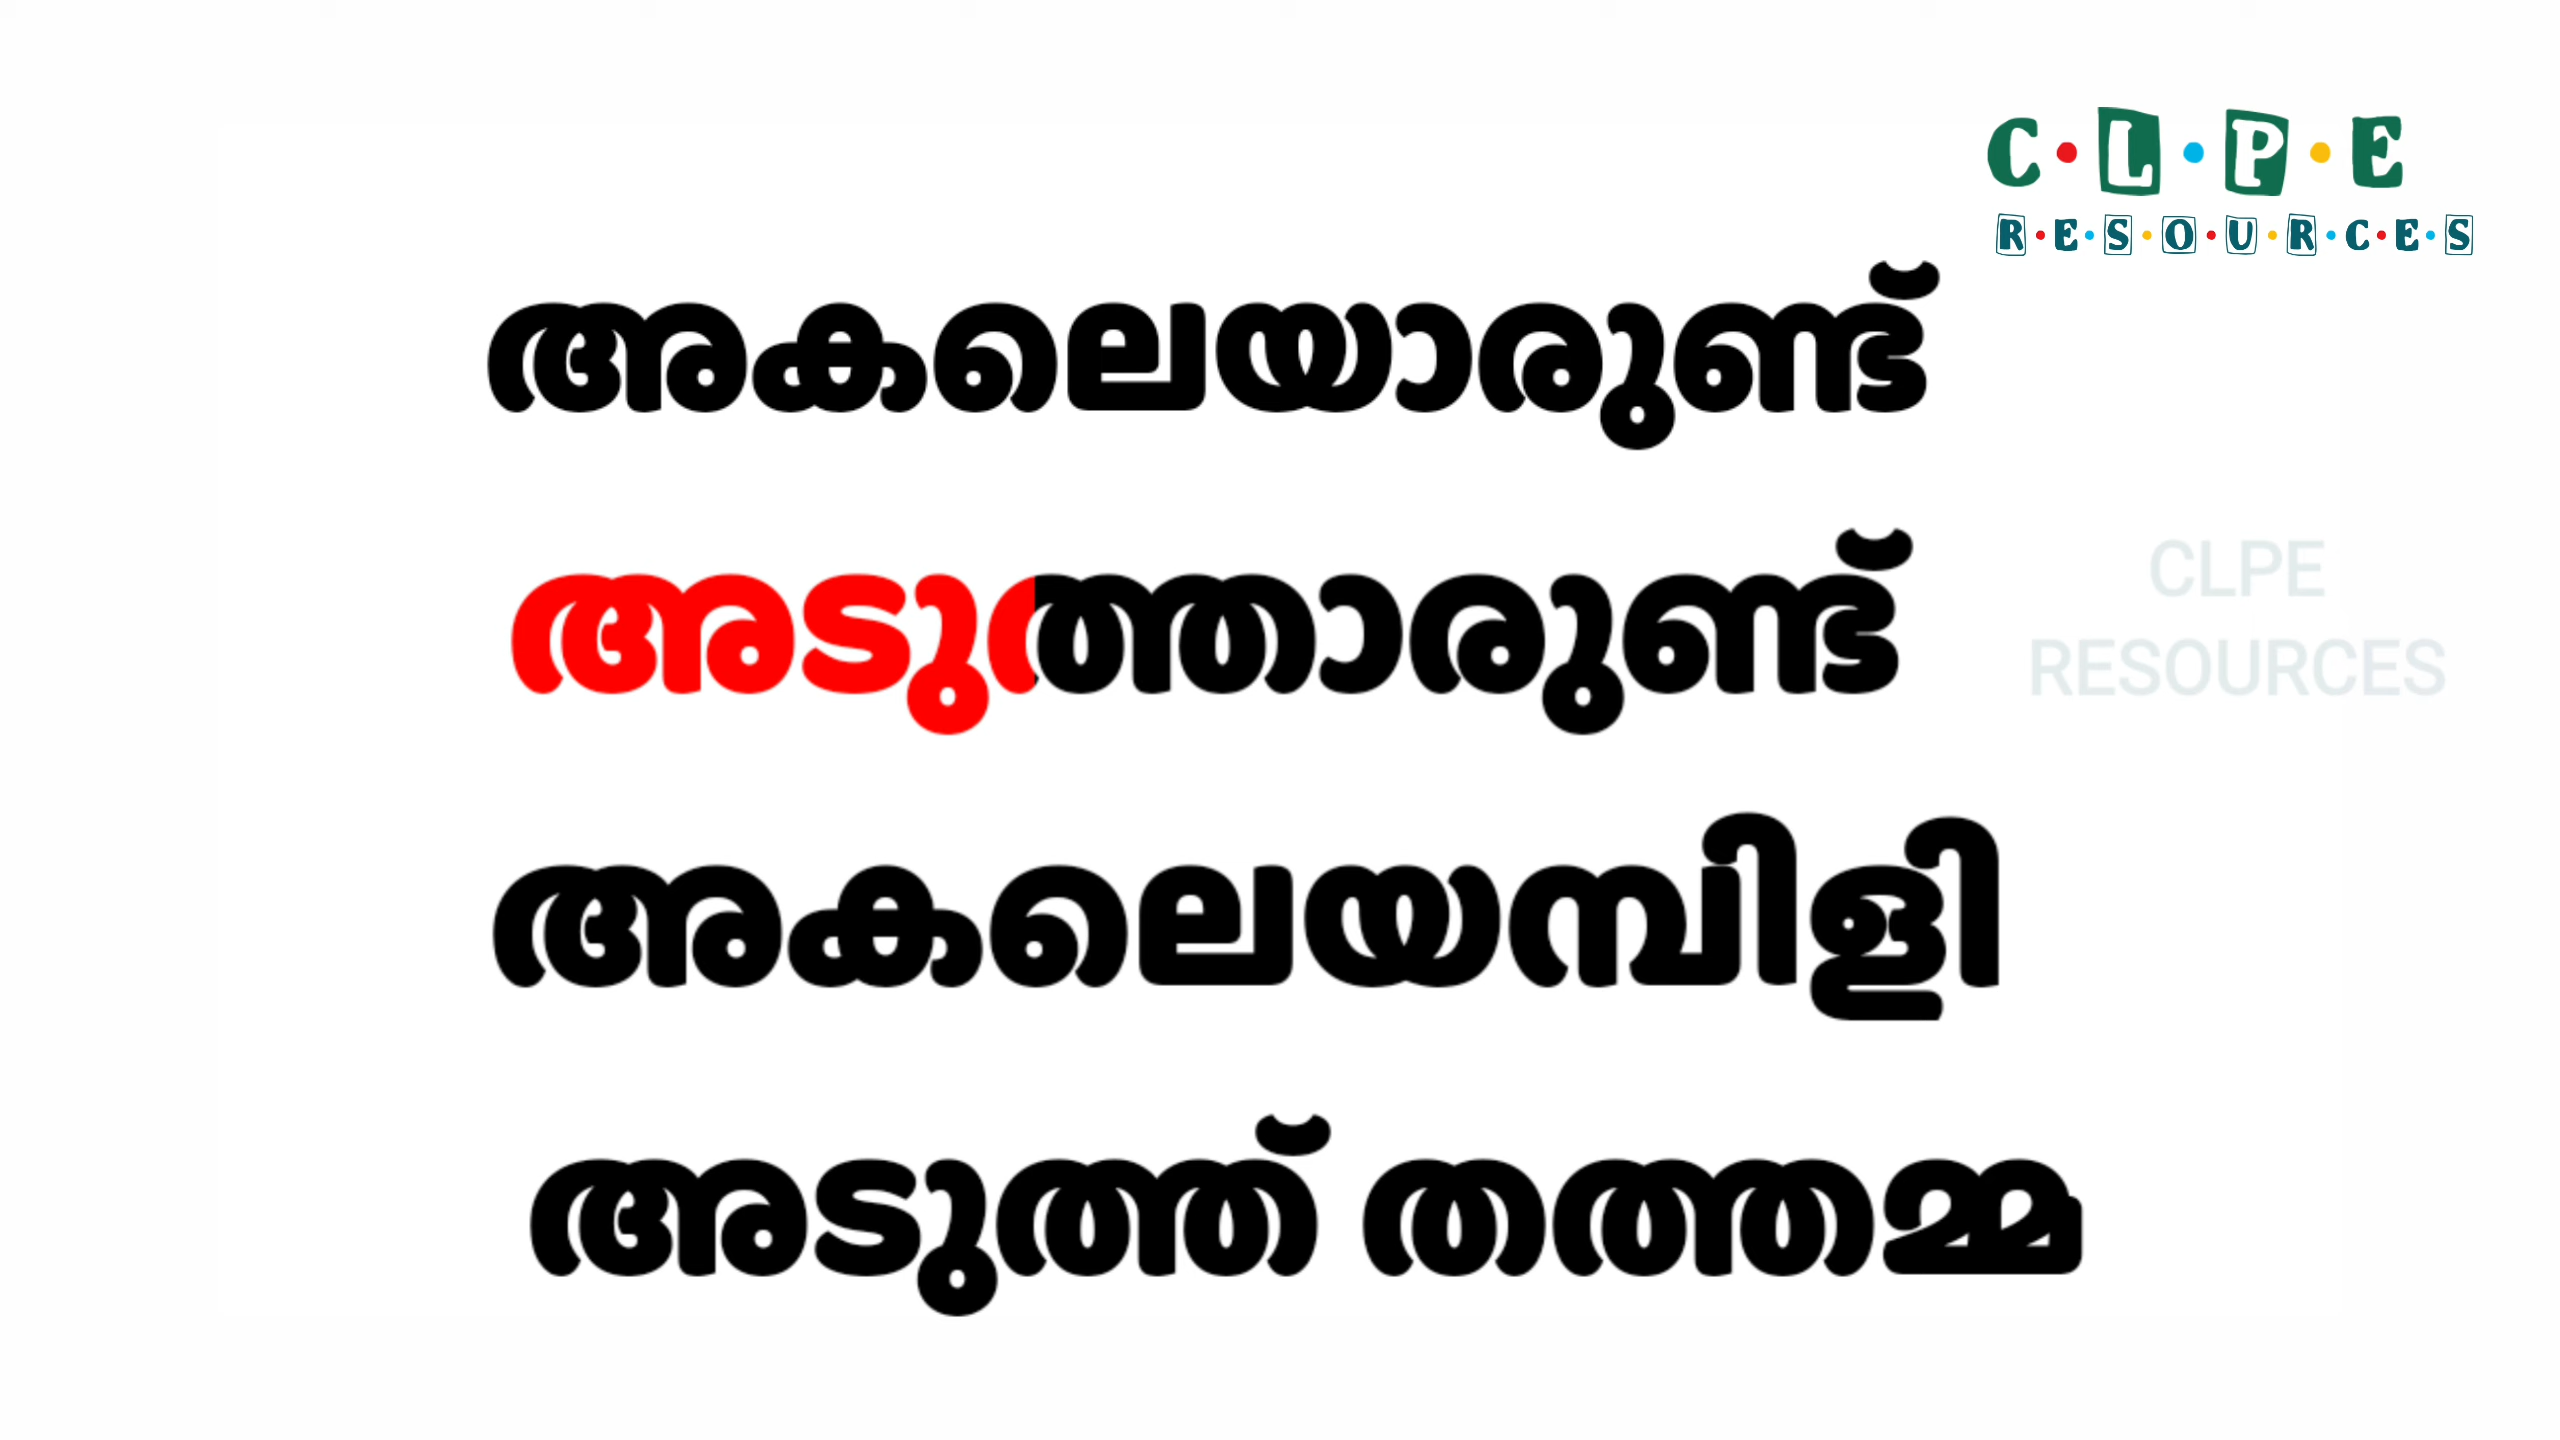 C·L·P·E
R·E·S·O·U·R·C·E·S
അകലെയാരുണ്ട്
അടുത്താരുണ്ട്
CLPE
RESOURCES
അകലെയമ്പിളി
അടുത്ത് തത്തമ്മ